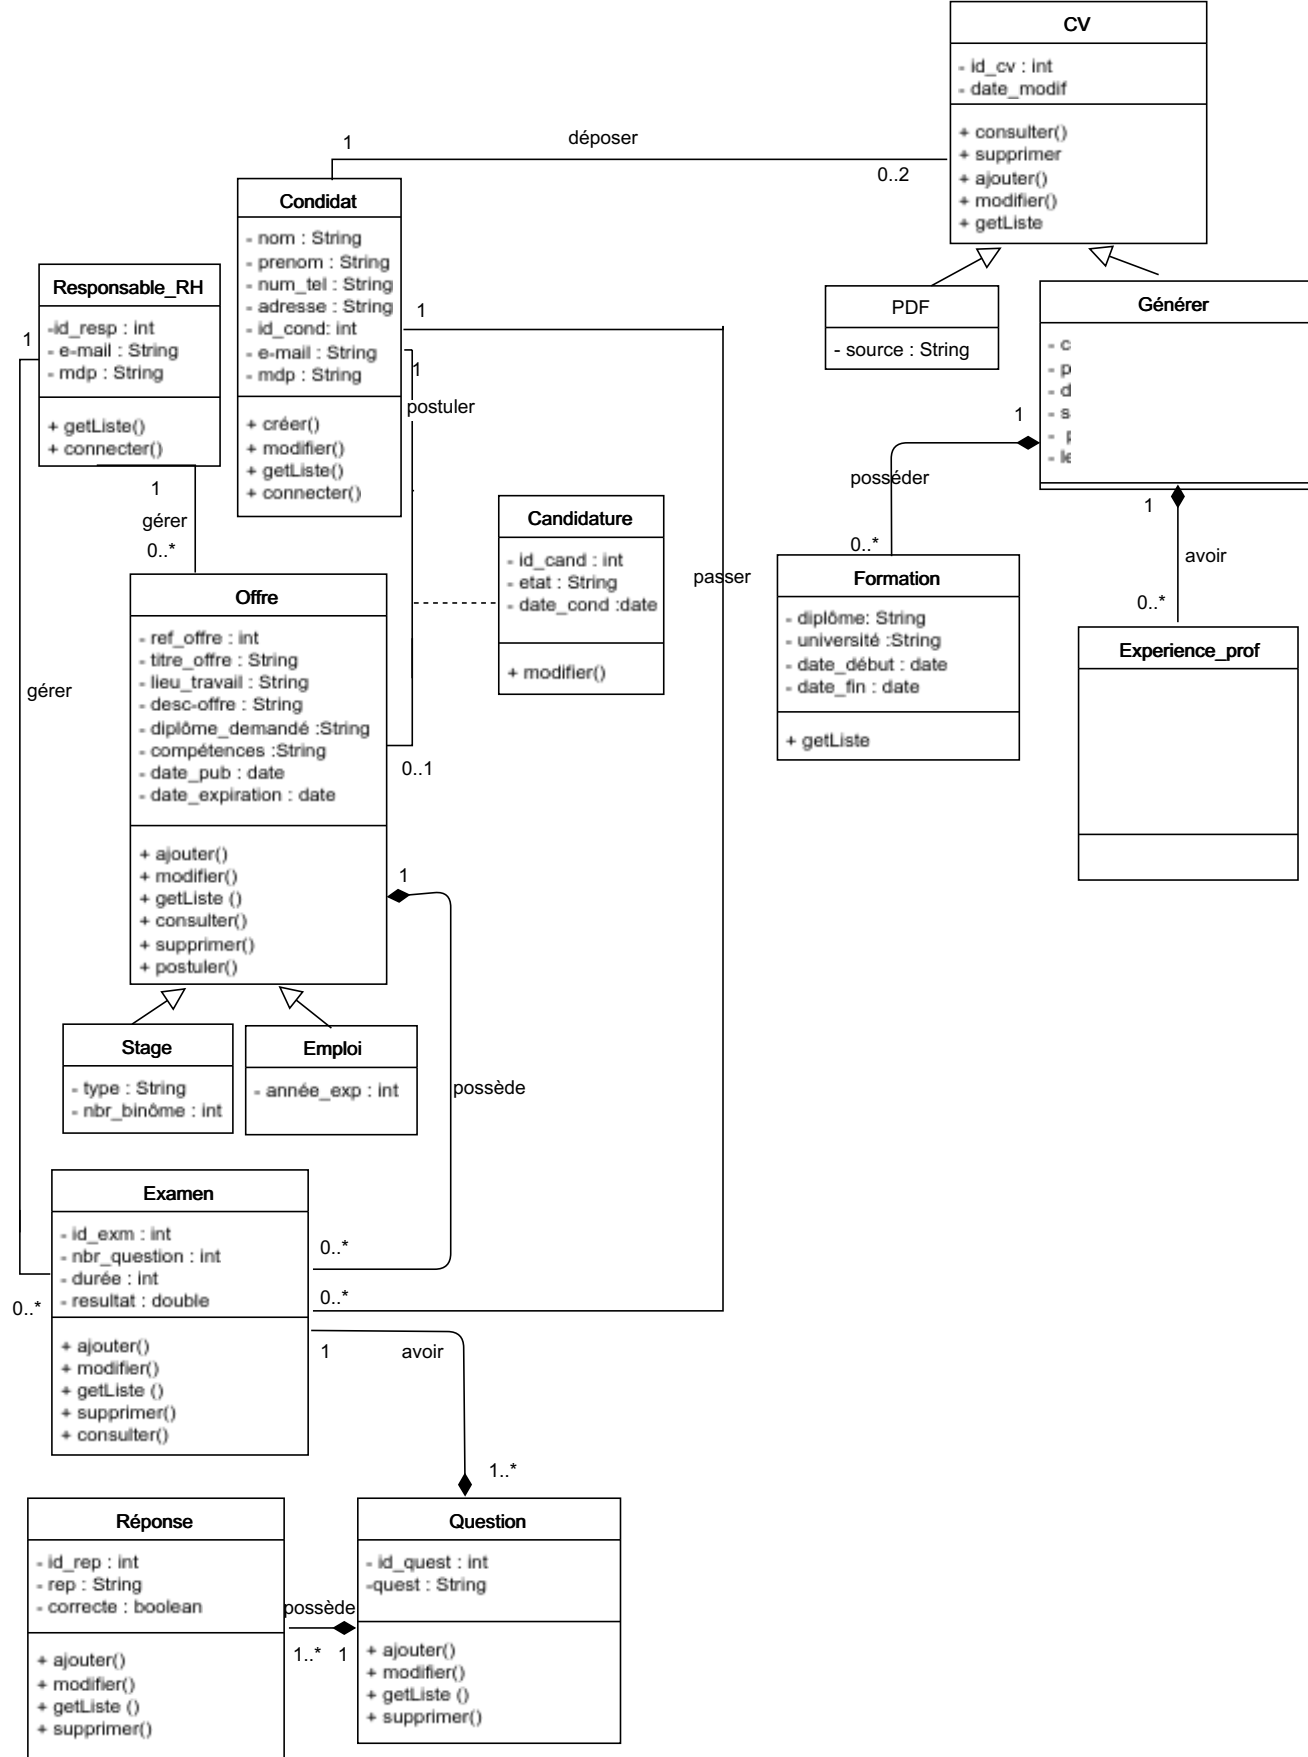 CV
- id_cv : int
- date_modif
+ consulter()
+ supprimer
+ ajouter()
+ modifier()
+ getListe
1
déposer
0..2
Condidat
- nom : String
- prenom : String
- num_tel : String
- adresse : String
- id_cond: int
- e-mail : String
- mdp : String
+ créer()
+ modifier()
+ getListe()
+ connecter()
Responsable_RH
-id_resp : int
- e-mail : String
- mdp : String
+ getListe()
+ connecter()
1
1
1
postuler
PDF
- source : String
Générer
- c
- p
- d
- s
- p
- le
1
posséder
0..*
1
avoir
0..*
1
gérer
0..*
Candidature
- id_cand : int
- etat : String
- date_cond :date
+ modifier()
passer
Formation
- diplôme: String
- université :String
- date_début : date
- date_fin : date
+ getListe
Experience_prof
Offre
- ref_offre : int
- titre_offre : String
- lieu_travail : String
- desc-offre : String
- diplôme_demandé :String
- compétences :String
- date_pub : date
- date_expiration : date
+ ajouter()
+ modifier()
+ getListe ()
+ consulter()
+ supprimer()
+ postuler()
gérer
0..1
1
Stage
- type : String
- nbr_binôme : int
Emploi
- année_exp : int
possède
Examen
- id_exm : int
- nbr_question : int
- durée : int
- resultat : double
+ ajouter()
+ modifier()
+ getListe ()
+ supprimer()
+ consulter()
0..*
0..*
0..*
1
avoir
1..*
Réponse
- id_rep : int
- rep : String
- correcte : boolean
+ ajouter()
+ modifier()
+ getListe ()
+ supprimer()
possède
1..*
1
Question
- id_quest : int
-quest : String
+ ajouter()
+ modifier()
+ getListe ()
+ supprimer()